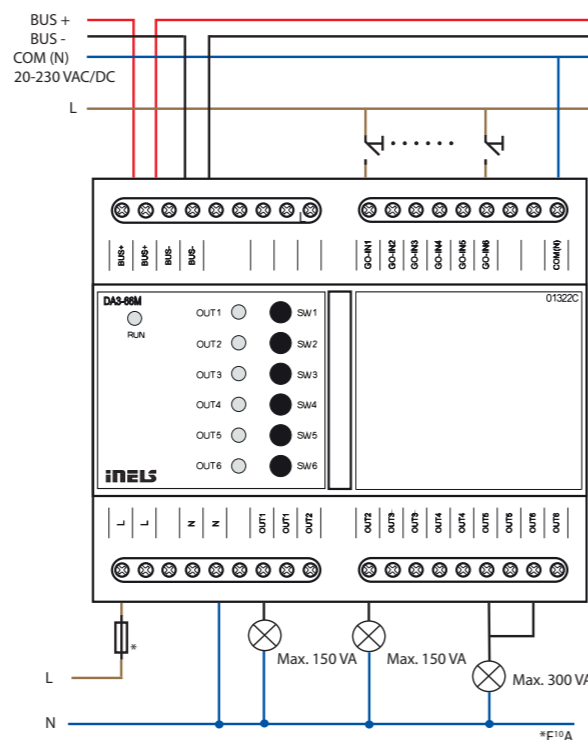 BUS +
BUS -
COM (N)
20-230 VAC/DC
L
L
BUS+ BUS+ BUS- BUS- GO-IN1 GO-IN2 GO-IN3 GO-IN4 GO-IN5 GO-IN6 COM(N)
DA3-66M 01322C
RUN
OUT1 SW1
OUT2 SW2
OUT3 SW3
OUT4 SW4
OUT5 SW5
OUT6 SW6
iNELS
L L N N OUT1 OUT1 OUT2 OUT2 OUT3 OUT3 OUT4 OUT4 OUT5 OUT5 OUT6 OUT6
*
Max. 150 VA Max. 150 VA
L Max. 300 VA
N
*F10A